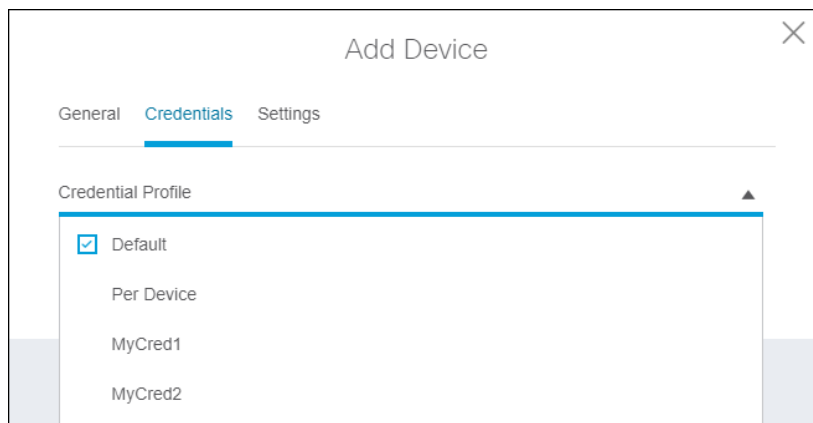 Add Device
General Credentials Settings
Credential Profile
Default
Per Device
MyCred1
MyCred2